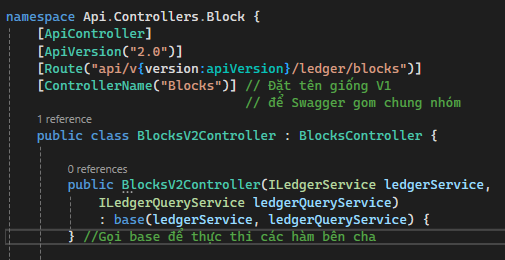 namespace Api.Controllers.Block {
[ApiController]
[ApiVersion("2.0")]
[Route("api/v{version:apiVersion}/ledger/blocks")]
[ControllerName("Blocks")] // Đặt tên giống V1
// để Swagger gom chung nhóm
1 reference
public class BlocksV2Controller : BlocksController {
0 references
public BlocksV2Controller(ILedgerService ledgerService,
ILedgerQueryService ledgerQueryService)
: base(ledgerService, ledgerQueryService) {
} //Gọi base để thực thi các hàm bên cha